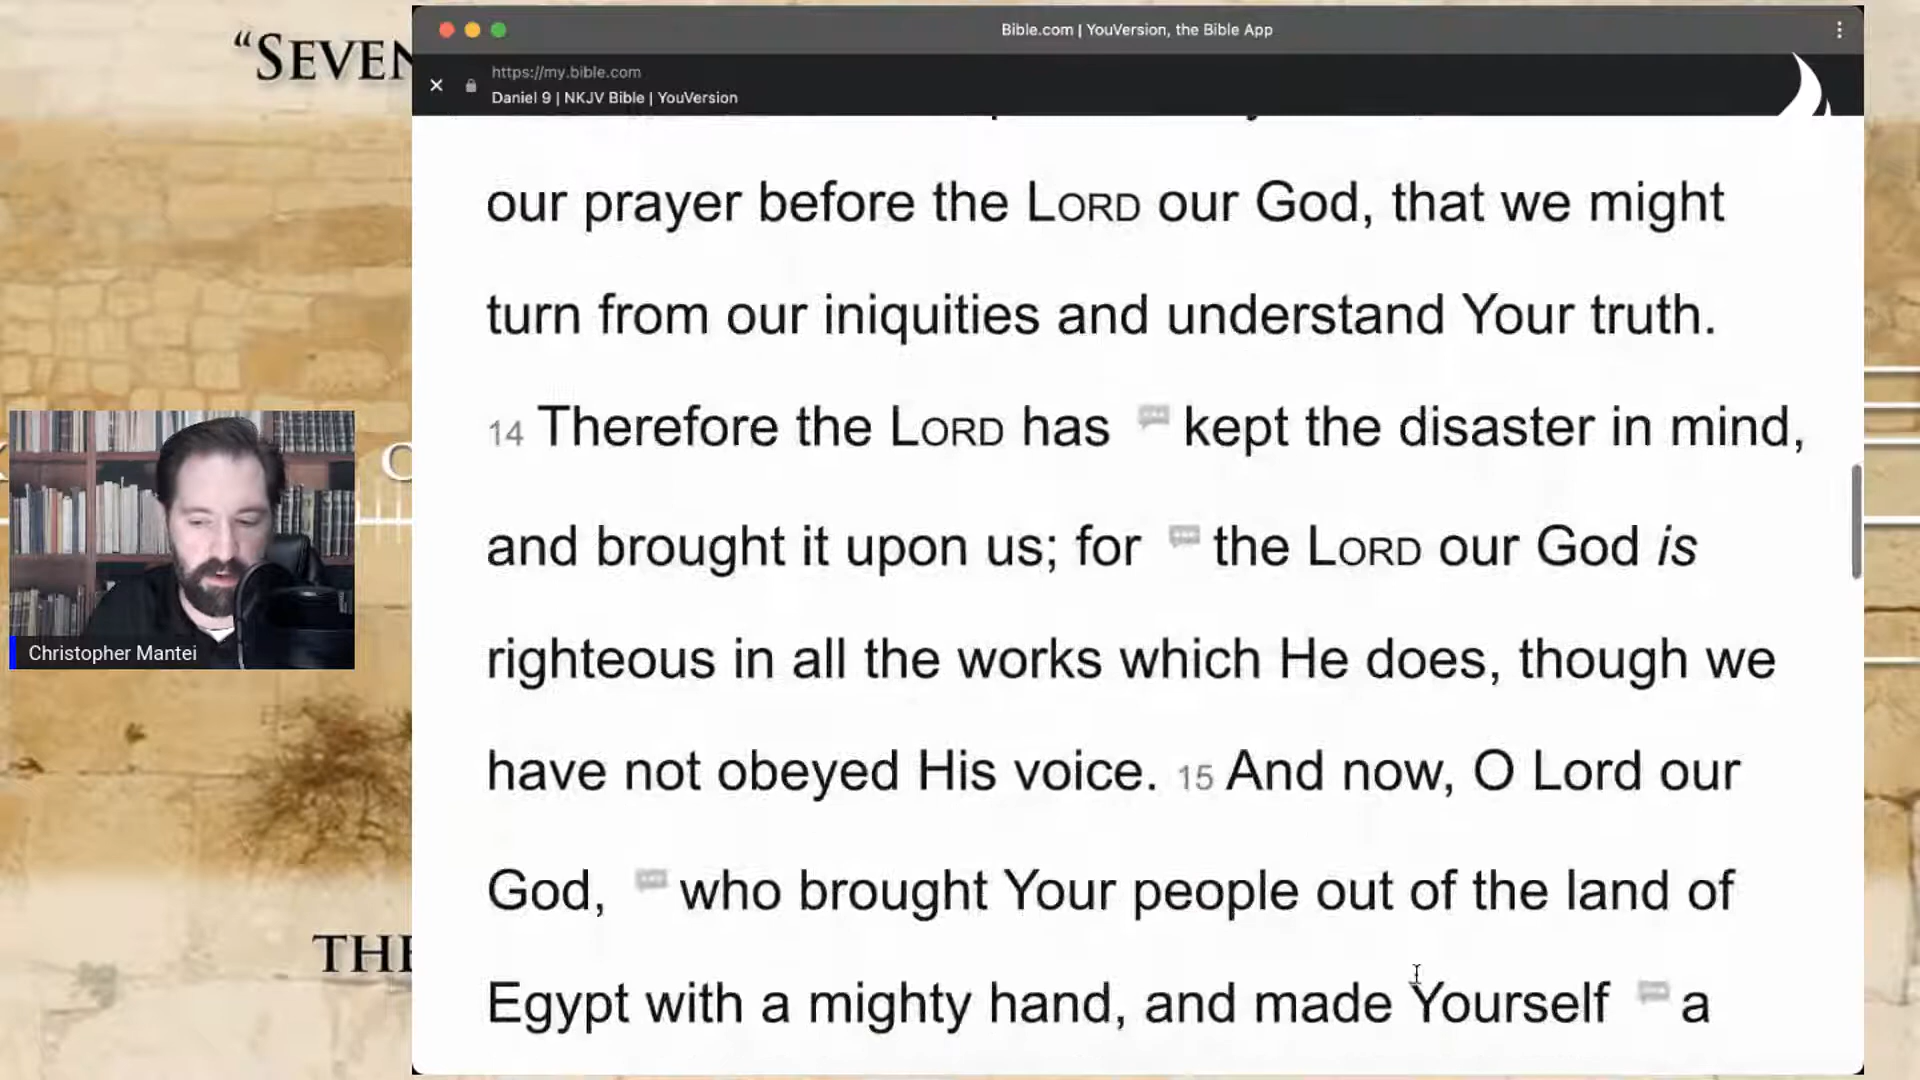 “SEVEN
Bible.com | YouVersion, the Bible App
https://my.bible.com
Daniel 9 | NKJV Bible | YouVersion
our prayer before the LORD our God, that we might
turn from our iniquities and understand Your truth.
14 Therefore the LORD has kept the disaster in mind,
and brought it upon us; for the LORD our God is
righteous in all the works which He does, though we
have not obeyed His voice. 15 And now, O Lord our
God, who brought Your people out of the land of
Egypt with a mighty hand, and made Yourself a
Christopher Mantei
THE